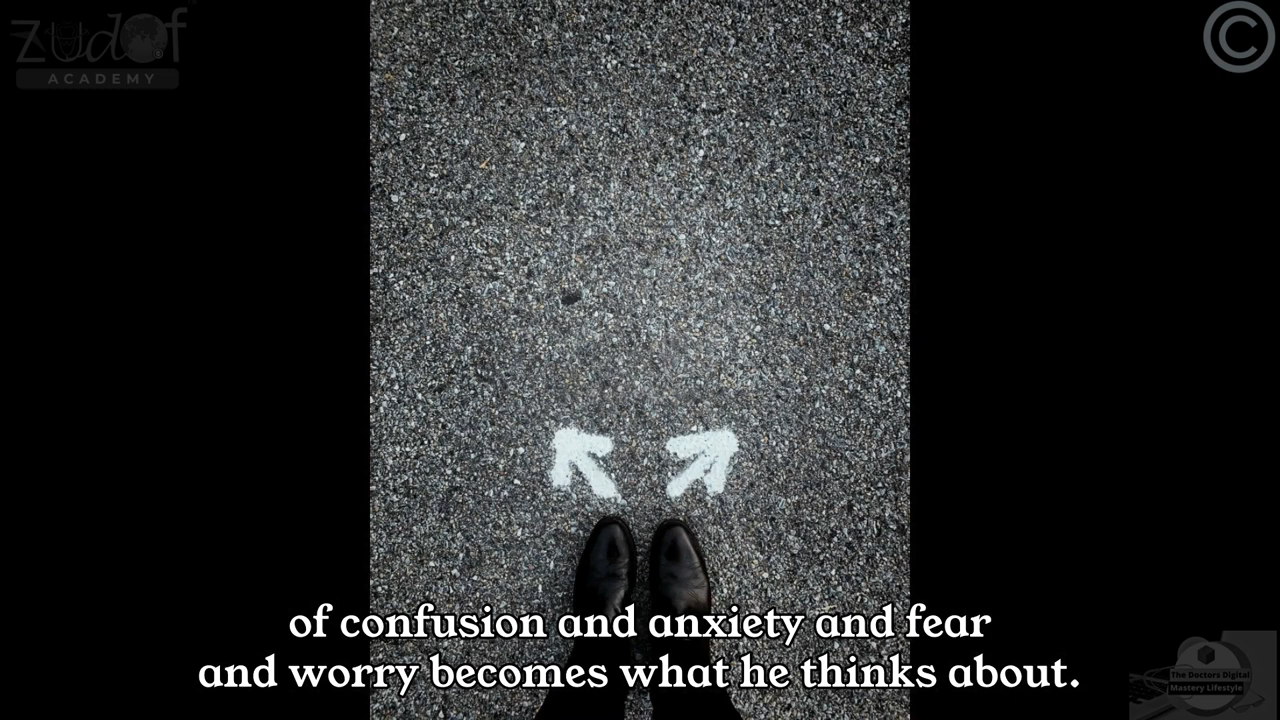 Zudof
ACADEMY
©
of confusion and anxiety and fear
and worry becomes what he thinks about.
The Doctors Digital
Mastery Lifestyle